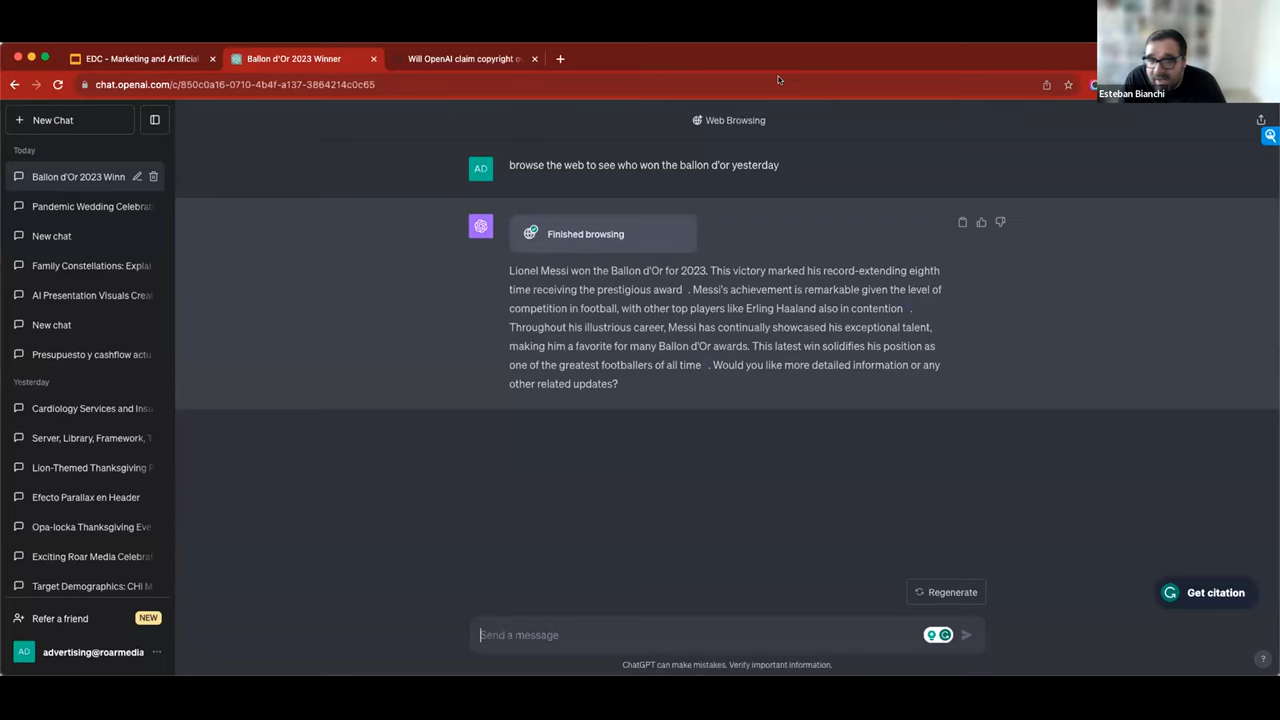 EDC - Marketing and Artificial
Ballon d'Or 2023 Winner
Will OpenAI claim copyright ov
chat.openai.com/c/850c0a16-0710-4b4f-a137-3864214c0c65
Esteban Bianchi
New Chat
Web Browsing
Today
Ballon d'Or 2023 Winn
Pandemic Wedding Celebrat
New chat
Family Constellations: Explai
AI Presentation Visuals Crea
New chat
Presupuesto y cashflow actu
Yesterday
Cardiology Services and Insu
Server, Library, Framework, T
Lion-Themed Thanksgiving P
Efecto Parallax en Header
Opa-locka Thanksgiving Eve
Exciting Roar Media Celebrat
Target Demographics: CHI M
Refer a friend
NEW
AD
advertising@roarmedia
AD
browse the web to see who won the ballon d'or yesterday
Finished browsing
Lionel Messi won the Ballon d'Or for 2023. This victory marked his record-extending eighth
time receiving the prestigious award . Messi's achievement is remarkable given the level of
competition in football, with other top players like Erling Haaland also in contention .
Throughout his illustrious career, Messi has continually showcased his exceptional talent,
making him a favorite for many Ballon d'Or awards. This latest win solidifies his position as
one of the greatest footballers of all time . Would you like more detailed information or any
other related updates?
Regenerate
Get citation
Send a message
ChatGPT can make mistakes. Verify important information.
?